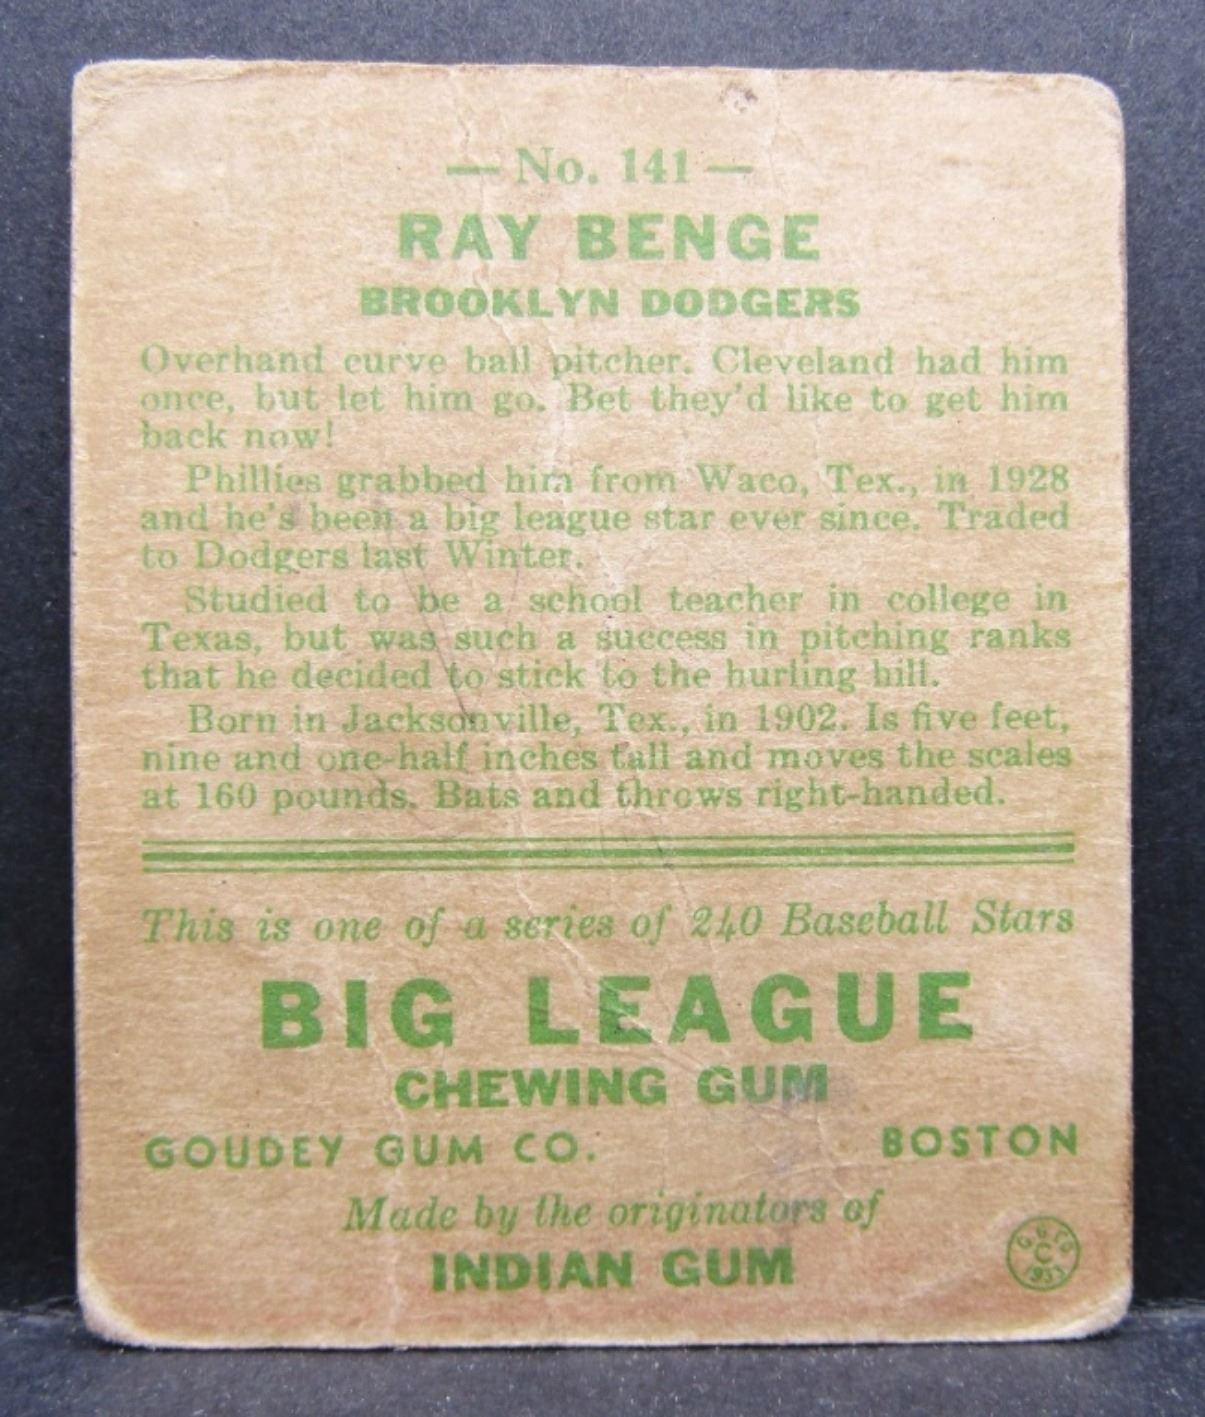 — No. 141 —
RAY BENGE
BROOKLYN DODGERS
Overhand curve ball pitcher. Cleveland had him
once, but let him go. Bet they'd like to get him
back now!
Phillies grabbed him from Waco, Tex., in 1928
and he's been a big league star ever since. Traded
to Dodgers last Winter.
Studied to be a school teacher in college in
Texas, but was such a success in pitching ranks
that he decided to stick to the hurling hill.
Born in Jacksonville, Tex., in 1902. Is five feet,
nine and one-half inches tall and moves the scales
at 160 pounds. Bats and throws right-handed.
This is one of a series of 240 Baseball Stars
BIG LEAGUE
CHEWING GUM
GOUDEY GUM CO. BOSTON
Made by the originators of
INDIAN GUM
C